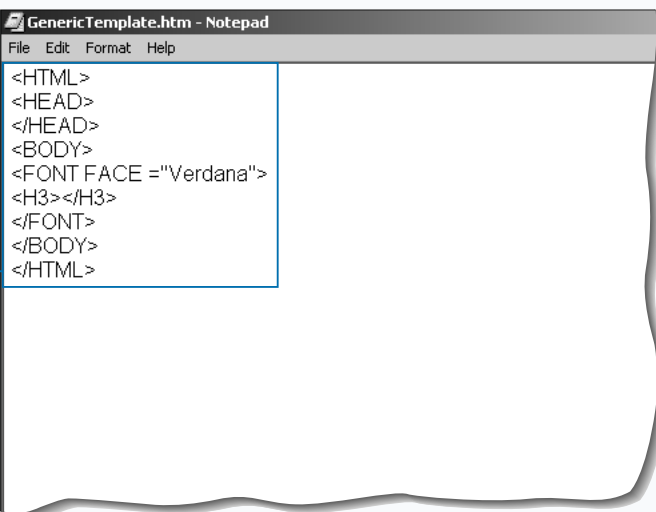 GenericTemplate.htm - Notepad
File Edit Format Help
<HTML>
<HEAD>
</HEAD>
<BODY>
<FONT FACE ="Verdana">
<H3></H3>
</FONT>
</BODY>
</HTML>